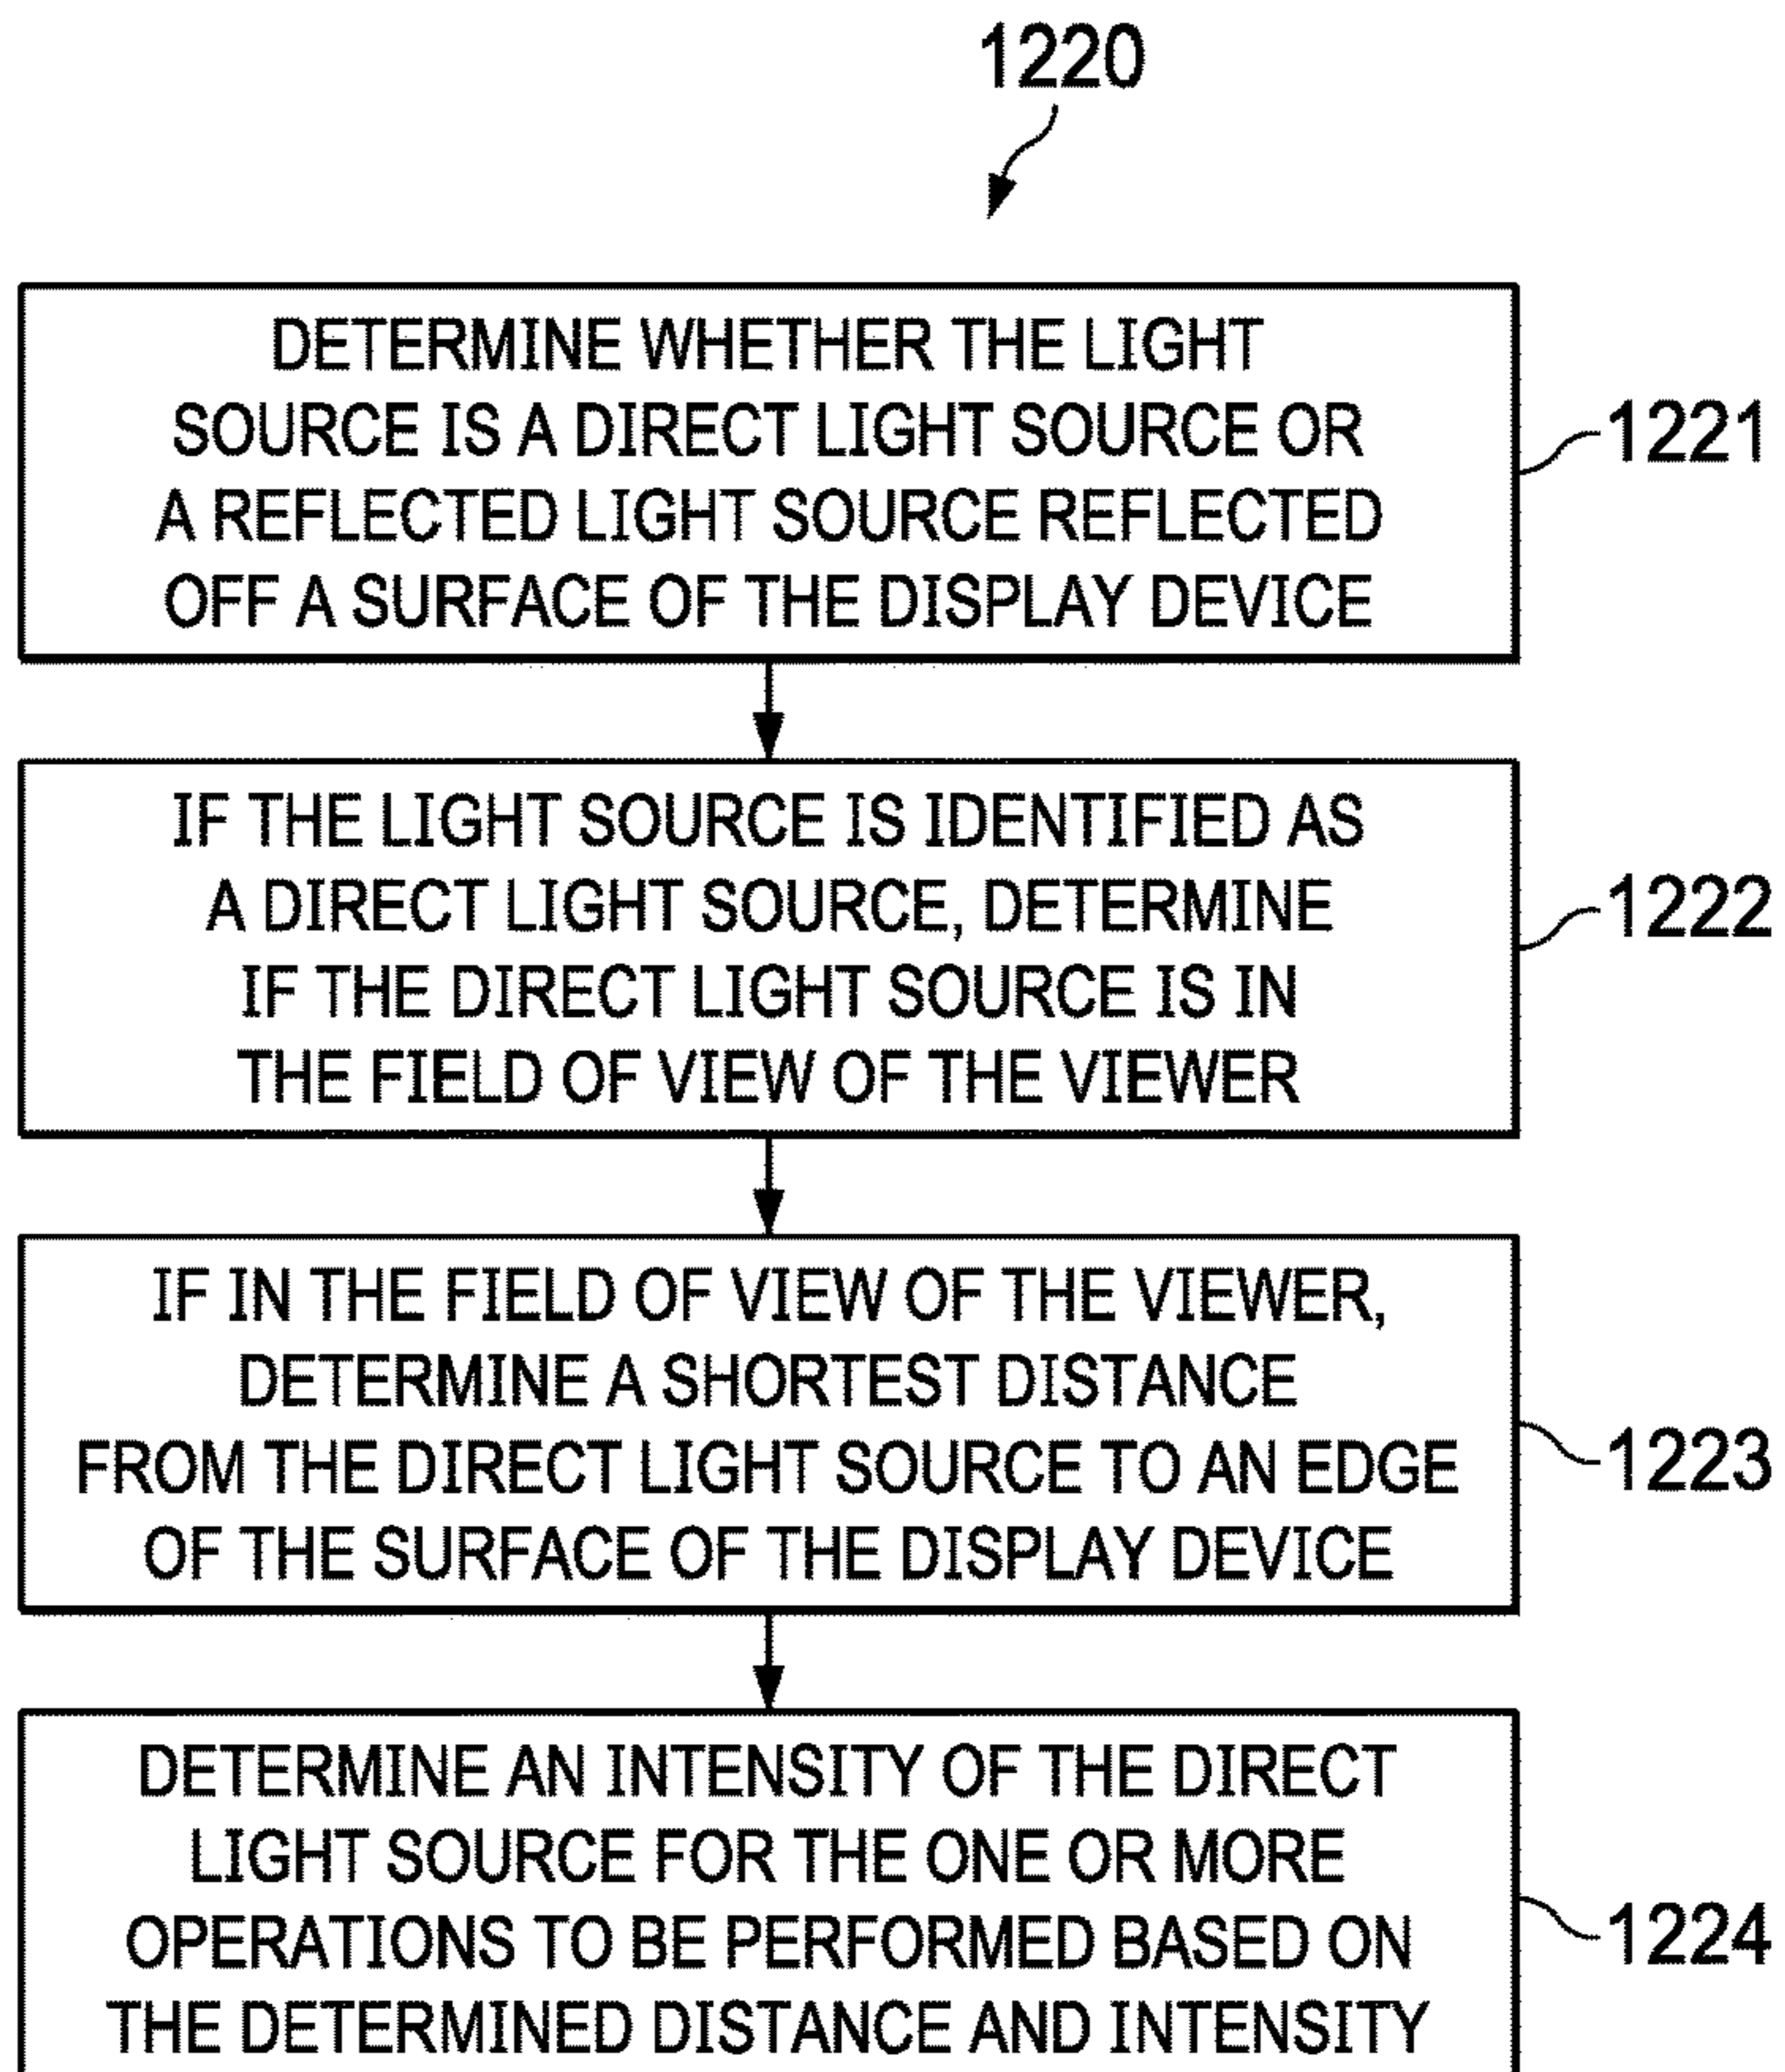 1220
DETERMINE WHETHER THE LIGHT
SOURCE IS A DIRECT LIGHT SOURCE OR
A REFLECTED LIGHT SOURCE REFLECTED
OFF A SURFACE OF THE DISPLAY DEVICE
1221
IF THE LIGHT SOURCE IS IDENTIFIED AS
A DIRECT LIGHT SOURCE, DETERMINE
IF THE DIRECT LIGHT SOURCE IS IN
THE FIELD OF VIEW OF THE VIEWER
1222
IF IN THE FIELD OF VIEW OF THE VIEWER,
DETERMINE A SHORTEST DISTANCE
FROM THE DIRECT LIGHT SOURCE TO AN EDGE
OF THE SURFACE OF THE DISPLAY DEVICE
1223
DETERMINE AN INTENSITY OF THE DIRECT
LIGHT SOURCE FOR THE ONE OR MORE
OPERATIONS TO BE PERFORMED BASED ON
THE DETERMINED DISTANCE AND INTENSITY
1224